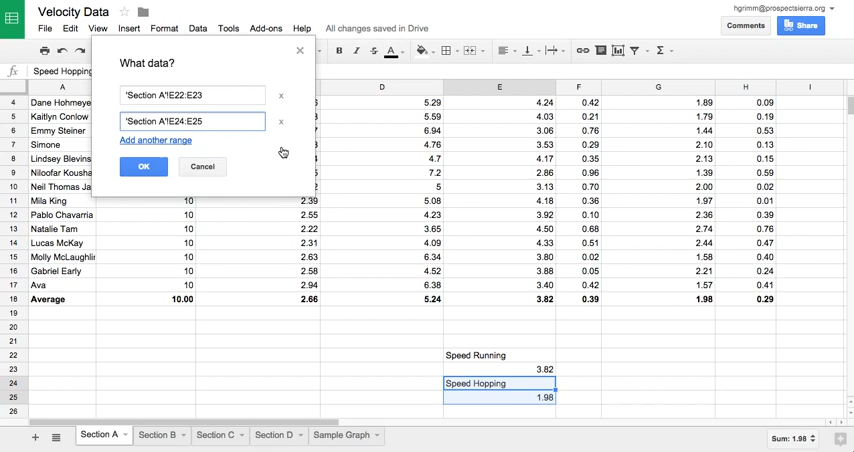 Velocity Data
hgrimm@prospectsierra.org
File Edit View Insert Format Data Tools Add-ons Help All changes saved in Drive
Comments Share
B I S A Σ
fx Speed Hopping
What data?
'Section A'!E22:E23 x
'Section A'!E24:E25 x
Add another range
OK Cancel
A D E F G H I
4 Dane Hohmeye 5.29 4.24 0.42 1.89 0.09
5 Kaitlyn Conlow 5.59 4.03 0.21 1.79 0.19
6 Emmy Steiner 6.94 3.06 0.76 1.44 0.53
7 Simone 4.76 3.53 0.29 2.10 0.13
8 Lindsey Blevins 4.7 4.17 0.35 2.13 0.15
9 Niloofar Kousha 7.2 2.86 0.96 1.39 0.59
10 Neil Thomas Ja 5 3.13 0.70 2.00 0.02
11 Mila King 10 2.39 5.08 4.18 0.36 1.97 0.01
12 Pablo Chavarria 10 2.55 4.23 3.92 0.10 2.36 0.39
13 Natalie Tam 10 2.22 3.65 4.50 0.68 2.74 0.76
14 Lucas McKay 10 2.31 4.09 4.33 0.51 2.44 0.47
15 Molly McLaughlin 10 2.63 6.34 3.80 0.02 1.58 0.40
16 Gabriel Early 10 2.58 4.52 3.88 0.05 2.21 0.24
17 Ava 10 2.94 6.38 3.40 0.42 1.57 0.41
18 Average 10.00 2.66 5.24 3.82 0.39 1.98 0.29
19
20
21
22 Speed Running
23 3.82
24 Speed Hopping
25 1.98
26
Section A Section B Section C Section D Sample Graph Sum: 1.98